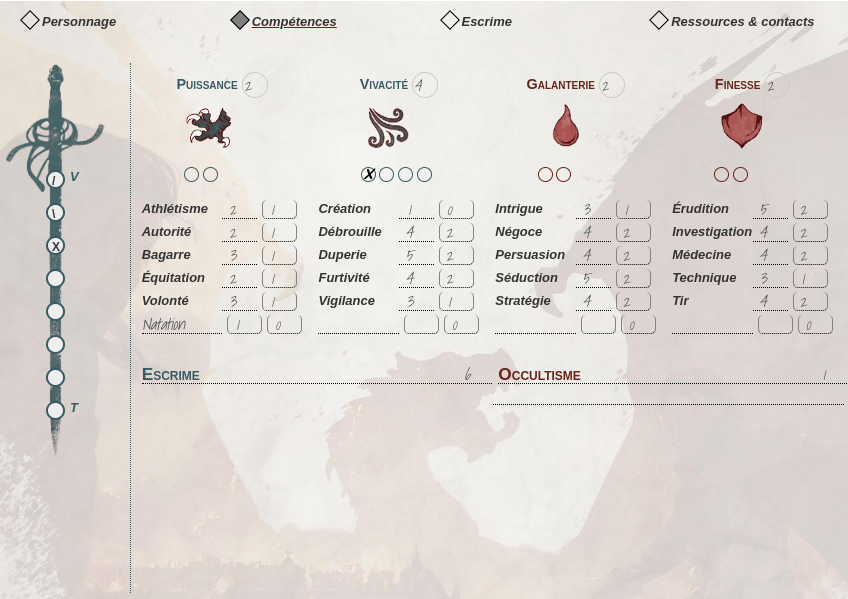 Personnage Compétences Escrime Ressources & contacts
Puissance 2 Vivacité 4 Galanterie 2 Finesse 2
X
V
Athlétisme 2 1 Création 1 0 Intrigue 3 1 Érudition 5 2
Autorité 2 1 Débrouille 4 2 Négoce 4 2 Investigation 4 2
Bagarre 3 1 Duperie 5 2 Persuasion 4 2 Médecine 4 2
Équitation 2 1 Furtivité 4 2 Séduction 5 2 Technique 3 1
Volonté 3 1 Vigilance 3 1 Stratégie 4 2 Tir 4 2
Natation 1 0 0 0 0
Escrime 6 Occultisme 1
/
\
X
T